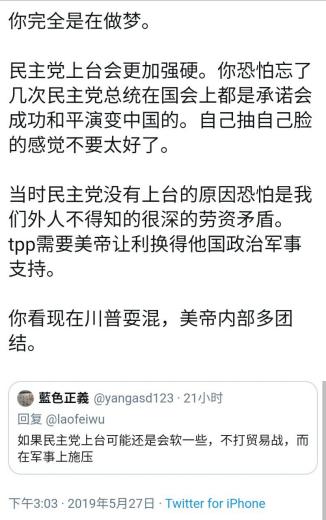 你完全是在做梦。
民主党上台会更加强硬。你恐怕忘了
几次民主党总统在国会上都是承诺会
成功和平演变中国的。自己抽自己脸
的感觉不要太好了。
当时民主党没有上台的原因恐怕是我
们外人不得知的很深的劳资矛盾。
tpp需要美帝让利换得他国政治军事
支持。
你看现在川普耍混，美帝内部多团
结。
藍色正義 @yangasd123 · 21小时
回复 @laofeiwu
如果民主党上台可能还是会软一些，不打贸易战，而
在军事上施压
下午3:03 · 2019年5月27日 · Twitter for iPhone